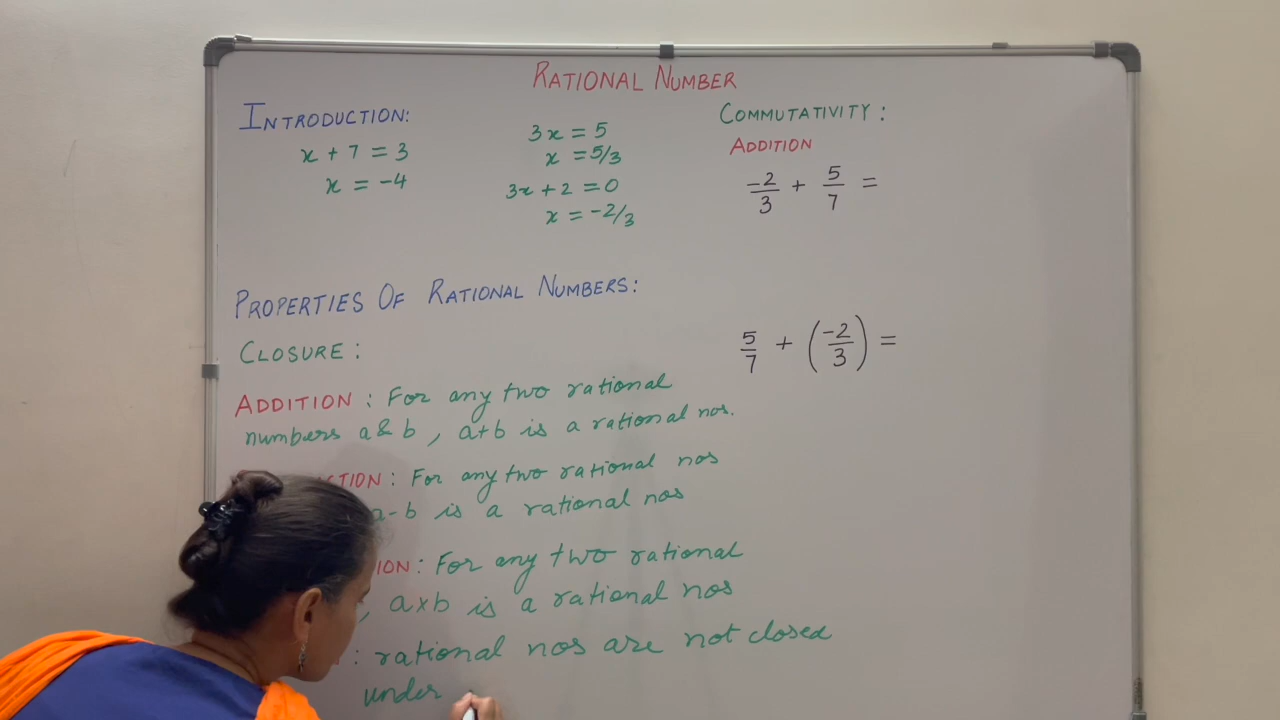 RATIONAL NUMBER
INTRODUCTION:
x + 7 = 3
x = -4
3x = 5
x = 5/3
3x + 2 = 0
x = -2/3
PROPERTIES OF RATIONAL NUMBERS:
CLOSURE:
ADDITION : For any two rational
numbers a & b , a+b is a rational nos.
CTION : For any two rational nos
a-b is a rational nos
ION : For any two rational
, a×b is a rational nos
: rational nos are not closed
under
COMMUTATIVITY:
ADDITION
-2/3 + 5/7 =
5/7 + (-2/3) =